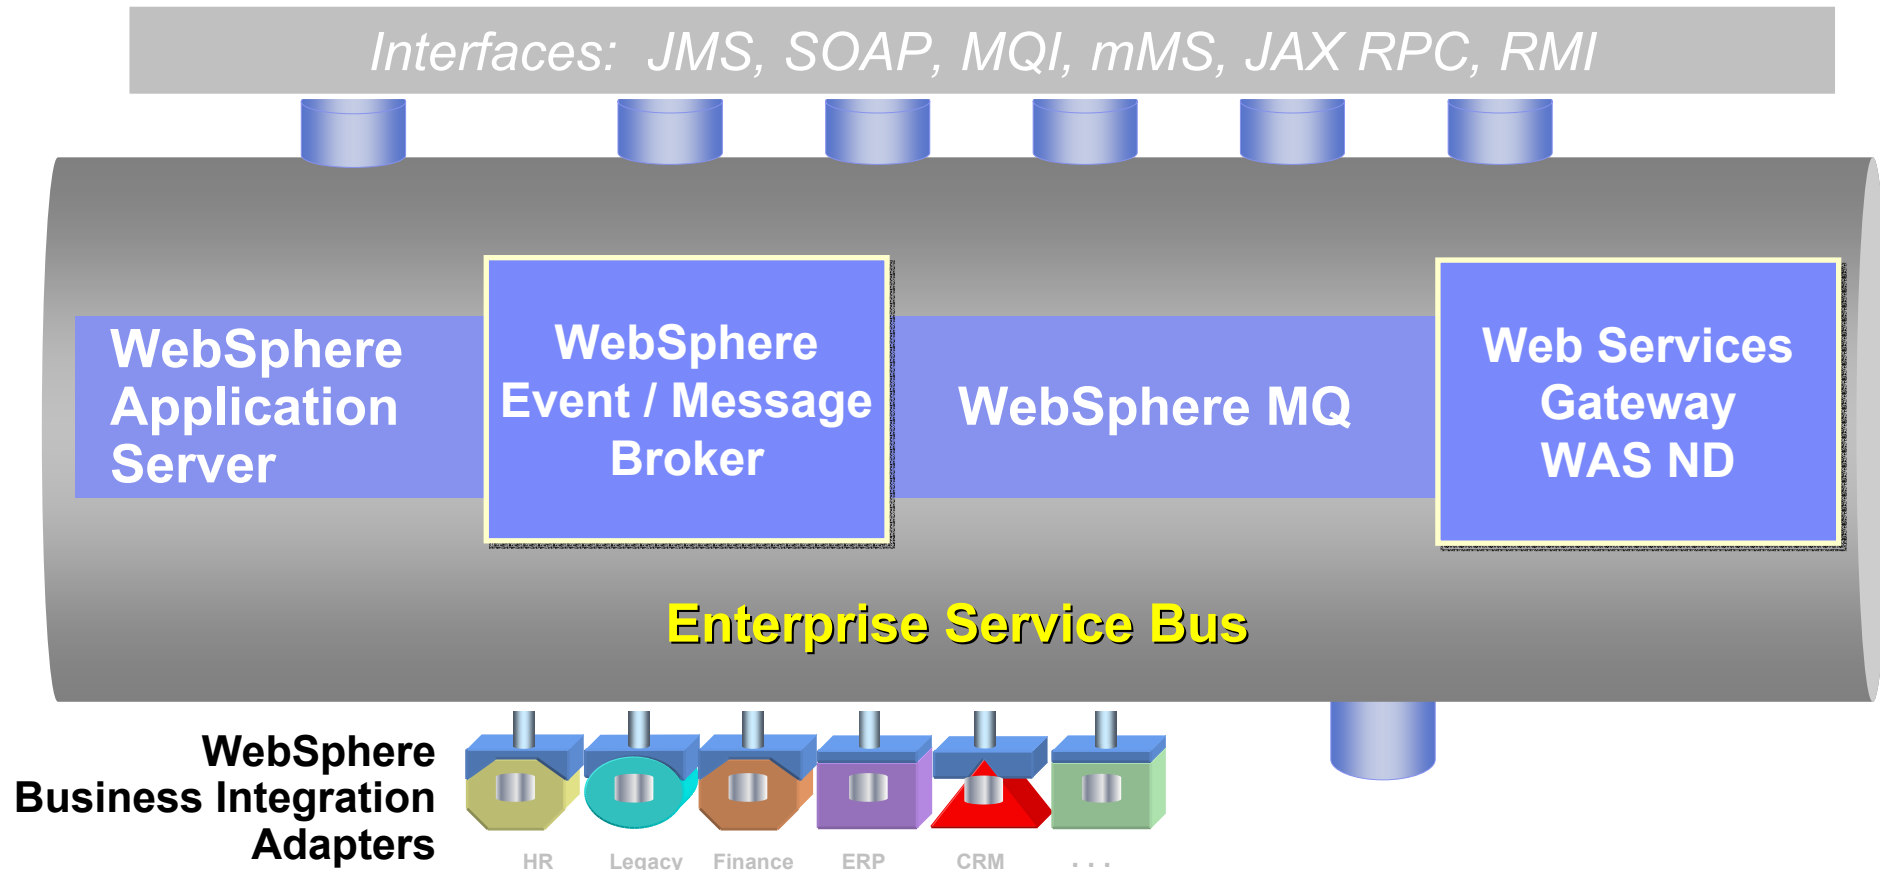 Interfaces: JMS, SOAP, MQI, mMS, JAX RPC, RMI
WebSphere
Application
Server
WebSphere
Event / Message
Broker
WebSphere MQ
Web Services
Gateway
WAS ND
Enterprise Service Bus
WebSphere
Business Integration
Adapters
HR Legacy Finance ERP CRM . . .